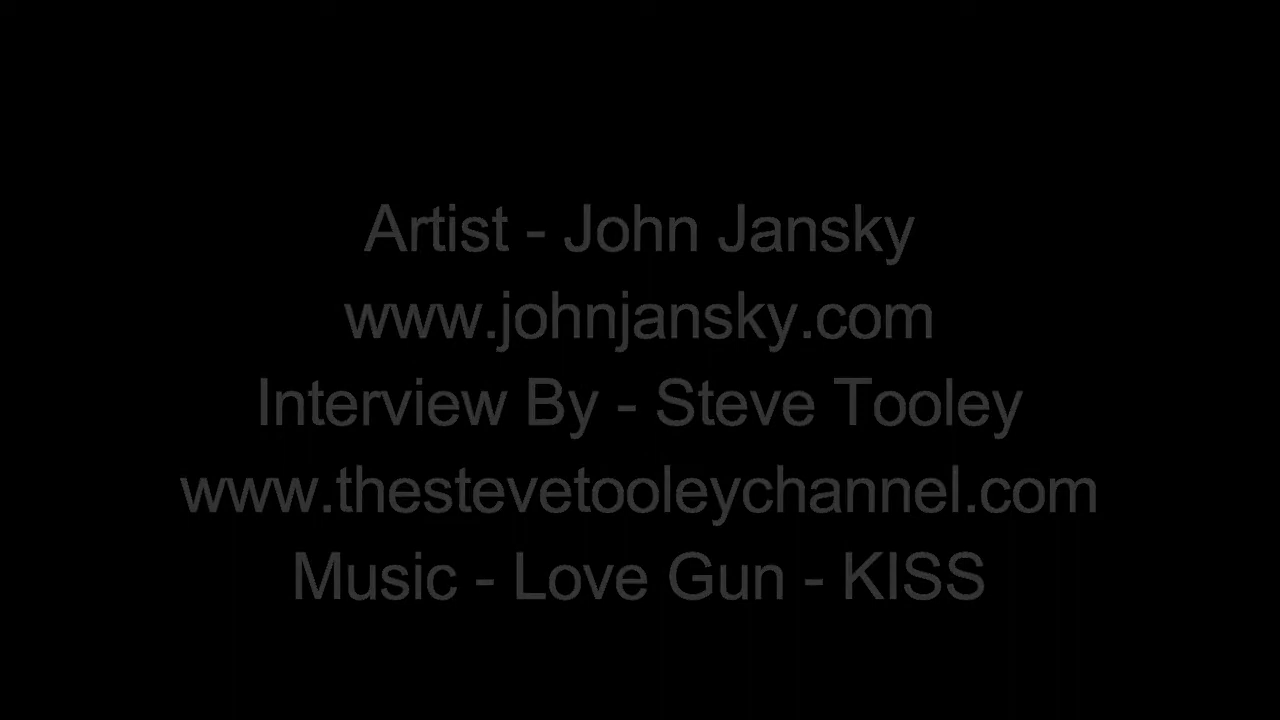 Artist - John Jansky
www.johnjansky.com
Interview By - Steve Tooley
www.thestevetooleychannel.com
Music - Love Gun - KISS